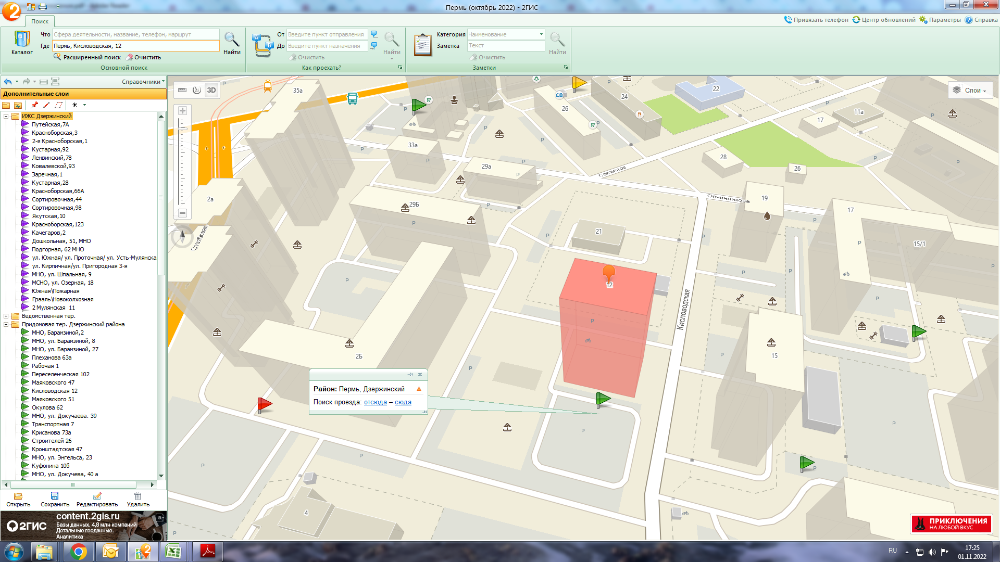 Пермь (октябрь 2022) - 2ГИС
Поиск
Привязать телефон
Центр обновлений
Параметры
Справка
Каталог
Что
Сфера деятельности, название, телефон, маршрут
Где
Пермь, Кисловодская, 12
Расширенный поиск
Очистить
Найти
Основной поиск
От
Введите пункт отправления
До
Введите пункт назначения
Очистить
Найти
Как проехать?
Категория
Наименование
Заметка
Текст
Очистить
Найти
Заметки
Справочники
Дополнительные слои
ИЖС Дзержинский
Путейская,7А
Красноборская,3
2-я Красноборская,1
Кустарная,92
Ленвинский,78
Ковалевской,93
Заречная,1
Кустарная,28
Красноборская,66А
Сортировочная,44
Сортировочная,98
Якутская,10
Красноборская,123
Качегаров,2
Дошкольная, 51, МНО
Подгорная, 62 МНО
ул. Южная/ ул. Проточная/ ул. Усть-Мулянска
ул. Кирпичная/ул. Пригородная 3-я
МНО, ул. Шпальная, 9
МСНО, ул. Озерная, 18
Южная\Пожарная
Грааль\Новоколхозная
2 Мулянская 11
Ведомственная тер.
Придомовая тер. Дзержинский района
МНО, Барамзиной,2
МНО, ул. Барамзиной, 8
МНО, ул. Барамзиной, 27
Плеханова 63а
Рабочая 1
Переселенческая 102
Маяковского 47
Кисловодская 12
Маяковского 51
Окулова 62
МНО, ул. Докучаева. 39
Транспортная 7
Крисанова 73а
Строителей 26
Кронштадтская 47
МНО, ул. Энгельса, 23
Куфонина 10б
МНО, ул. Докучева, 40 а
Открыть
Сохранить
Редактировать
Удалить
2ГИС
content.2gis.ru
Базы данных. 4,8 млн компаний
Детальные геоданные.
Аналитика
18+
3D
Слои
35а
33а
29а
29Б
2а
2Б
26
24
22
17
11а
28
26
19
17
15/1
21
12
15
4
Столбовая
Связистов
Овчинникова
Кисловодская
Район: Пермь, Дзержинский
Поиск проезда: отсюда – сюда
ПРИКЛЮЧЕНИЯ
НА ЛЮБОЙ ВКУС
RU
17:25
01.11.2022